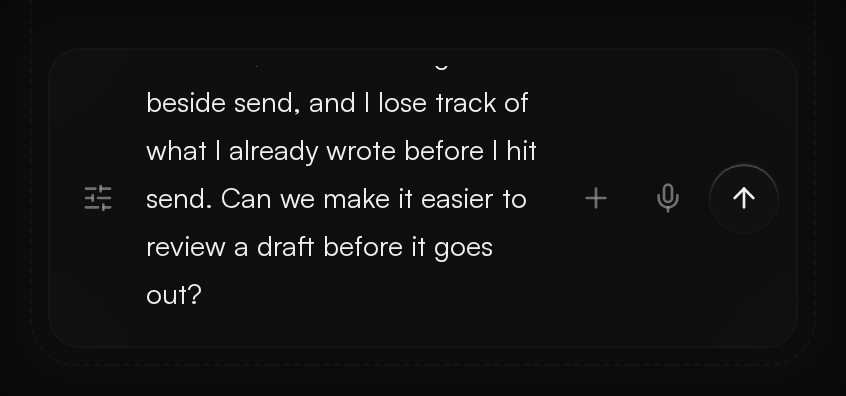 beside send, and I lose track of
what I already wrote before I hit
send. Can we make it easier to
review a draft before it goes
out?